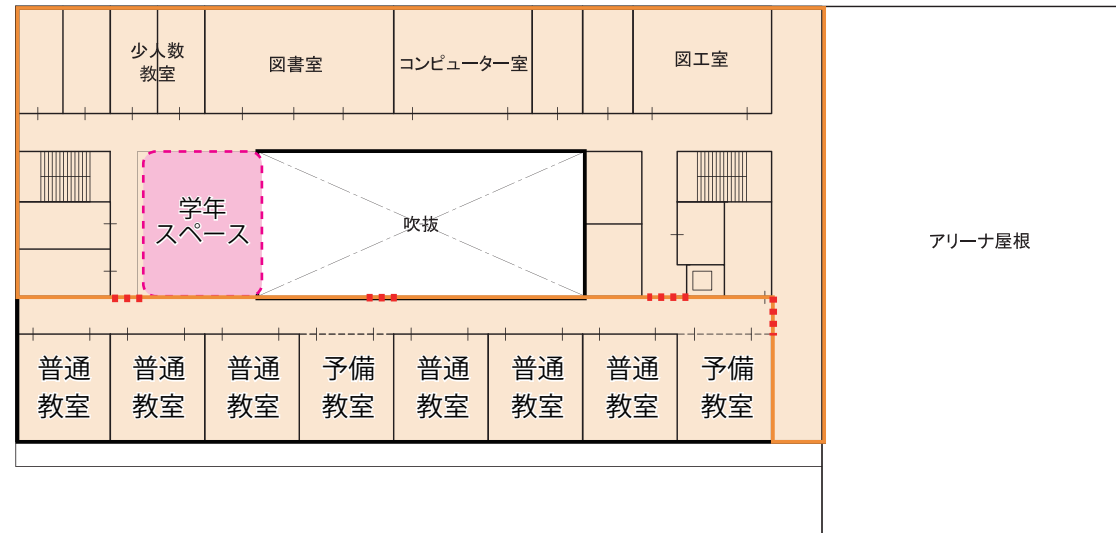 少人数
教室
図書室
コンピューター室
図工室
学年
スペース
吹抜
アリーナ屋根
普通
教室
普通
教室
普通
教室
予備
教室
普通
教室
普通
教室
普通
教室
予備
教室